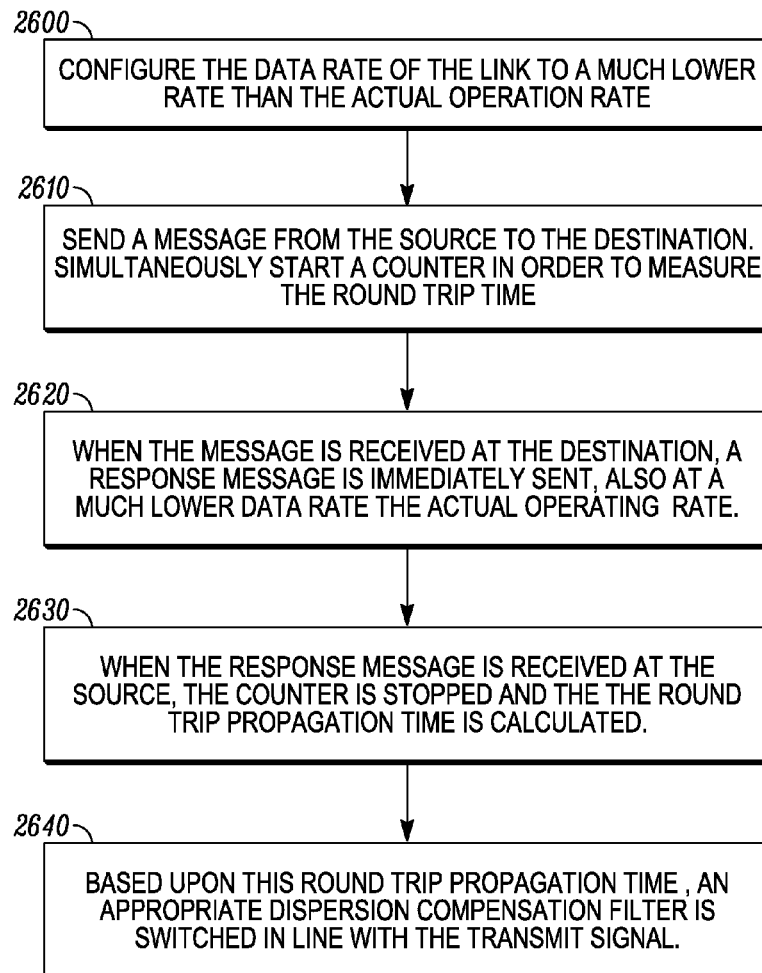 2600
CONFIGURE THE DATA RATE OF THE LINK TO A MUCH LOWER
RATE THAN THE ACTUAL OPERATION RATE
2610
SEND A MESSAGE FROM THE SOURCE TO THE DESTINATION.
SIMULTANEOUSLY START A COUNTER IN ORDER TO MEASURE
THE ROUND TRIP TIME
2620
WHEN THE MESSAGE IS RECEIVED AT THE DESTINATION, A
RESPONSE MESSAGE IS IMMEDIATELY SENT, ALSO AT A
MUCH LOWER DATA RATE THE ACTUAL OPERATING RATE.
2630
WHEN THE RESPONSE MESSAGE IS RECEIVED AT THE
SOURCE, THE COUNTER IS STOPPED AND THE THE ROUND
TRIP PROPAGATION TIME IS CALCULATED.
2640
BASED UPON THIS ROUND TRIP PROPAGATION TIME , AN
APPROPRIATE DISPERSION COMPENSATION FILTER IS
SWITCHED IN LINE WITH THE TRANSMIT SIGNAL.